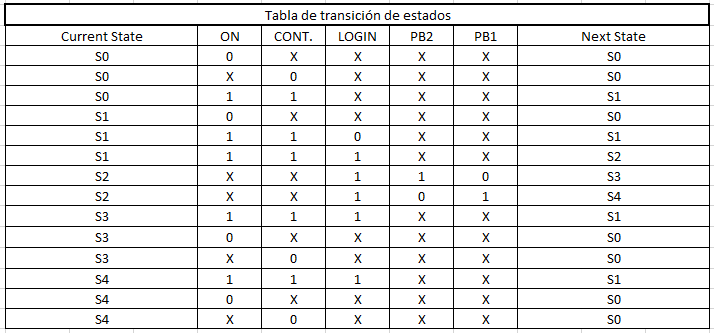 Tabla de transición de estados
Current State ON CONT. LOGIN PB2 PB1 Next State
S0 0 X X X X S0
S0 X 0 X X X S0
S0 1 1 X X X S1
S1 0 X X X X S0
S1 1 1 0 X X S1
S1 1 1 1 X X S2
S2 X X 1 1 0 S3
S2 X X 1 0 1 S4
S3 1 1 1 X X S1
S3 0 X X X X S0
S3 X 0 X X X S0
S4 1 1 1 X X S1
S4 0 X X X X S0
S4 X 0 X X X S0